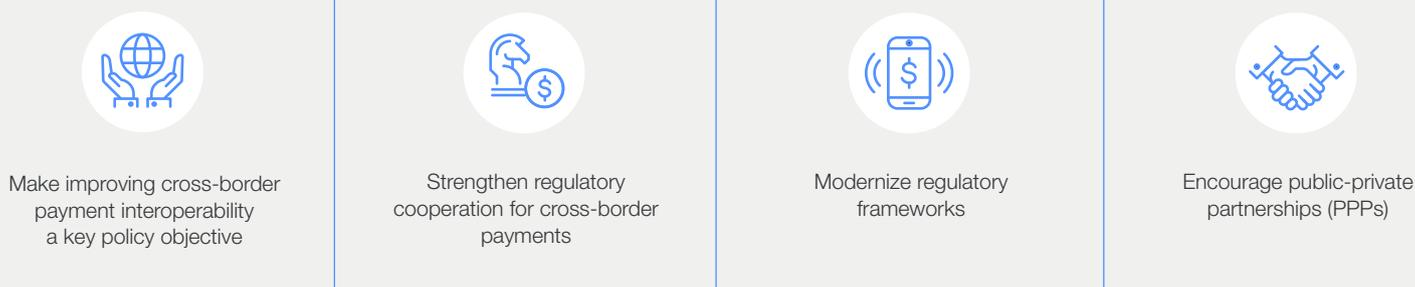 Make improving cross-border
payment interoperability
a key policy objective
Strengthen regulatory
cooperation for cross-border
payments
Modernize regulatory
frameworks
Encourage public-private
partnerships (PPPs)